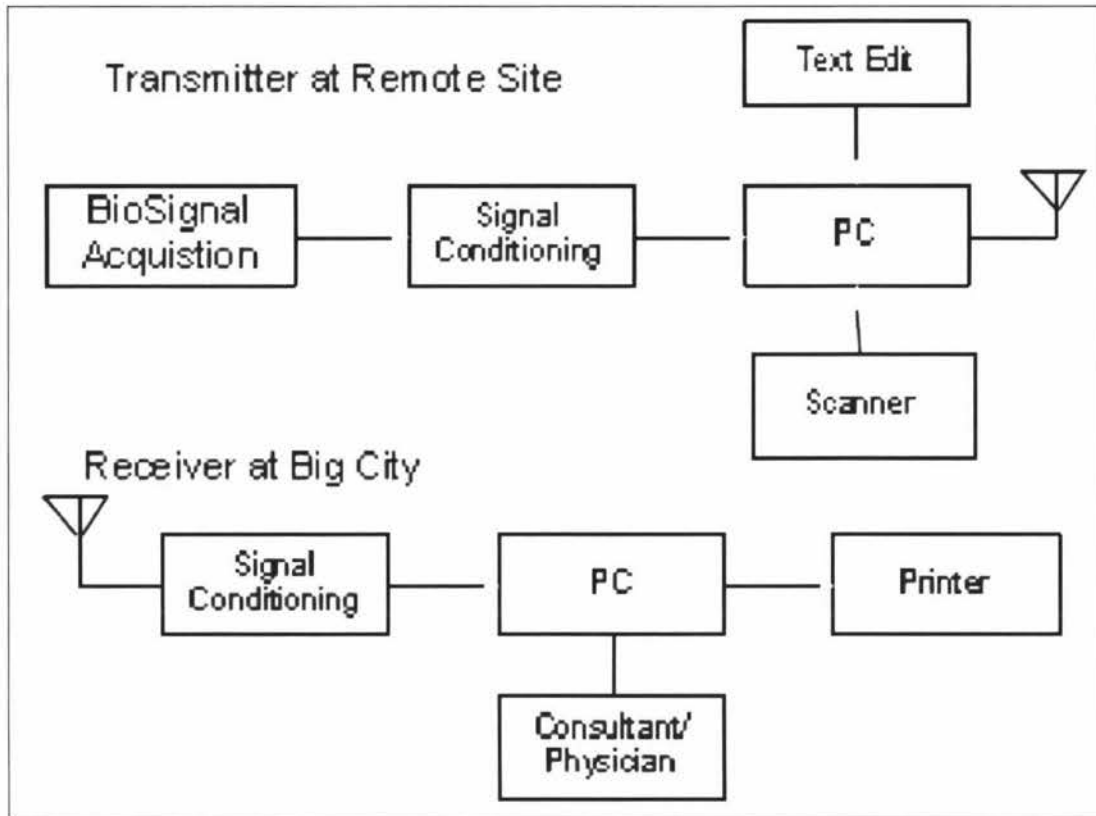 Transmitter at Remote Site
Text Edit
BioSignal
Acquistion
Signal
Conditioning
PC
Scanner
Receiver at Big City
Signal
Conditioning
PC
Printer
Consultant/
Physician